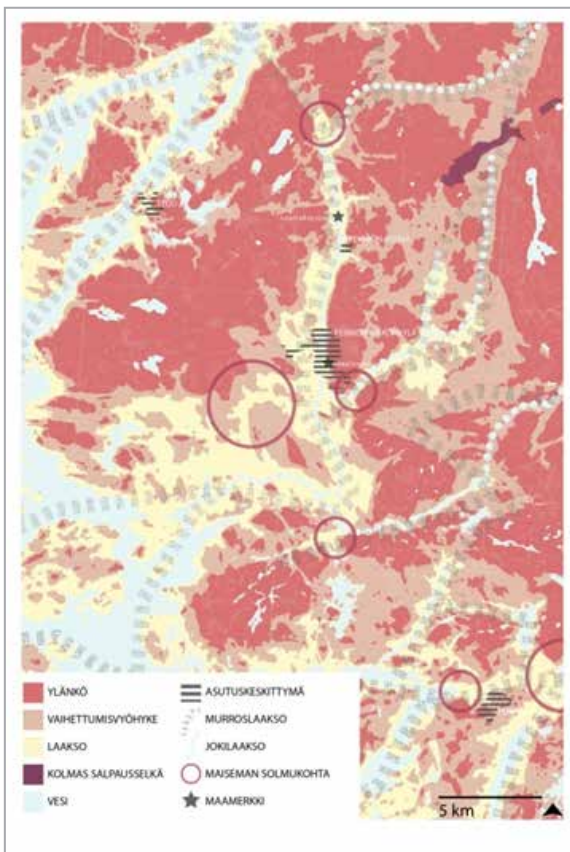 YLÄNKÖ
VAIHETTUMISVYÖHYKE
LAAKSO
KOLMAS SALPAUSSELKÄ
VESI
ASUTUSKESKITTYMÄ
MURROSLAAKSO
JOKILAAKSO
MAISEMAN SOLMUKOHTA
MAAMERKKI
5 km